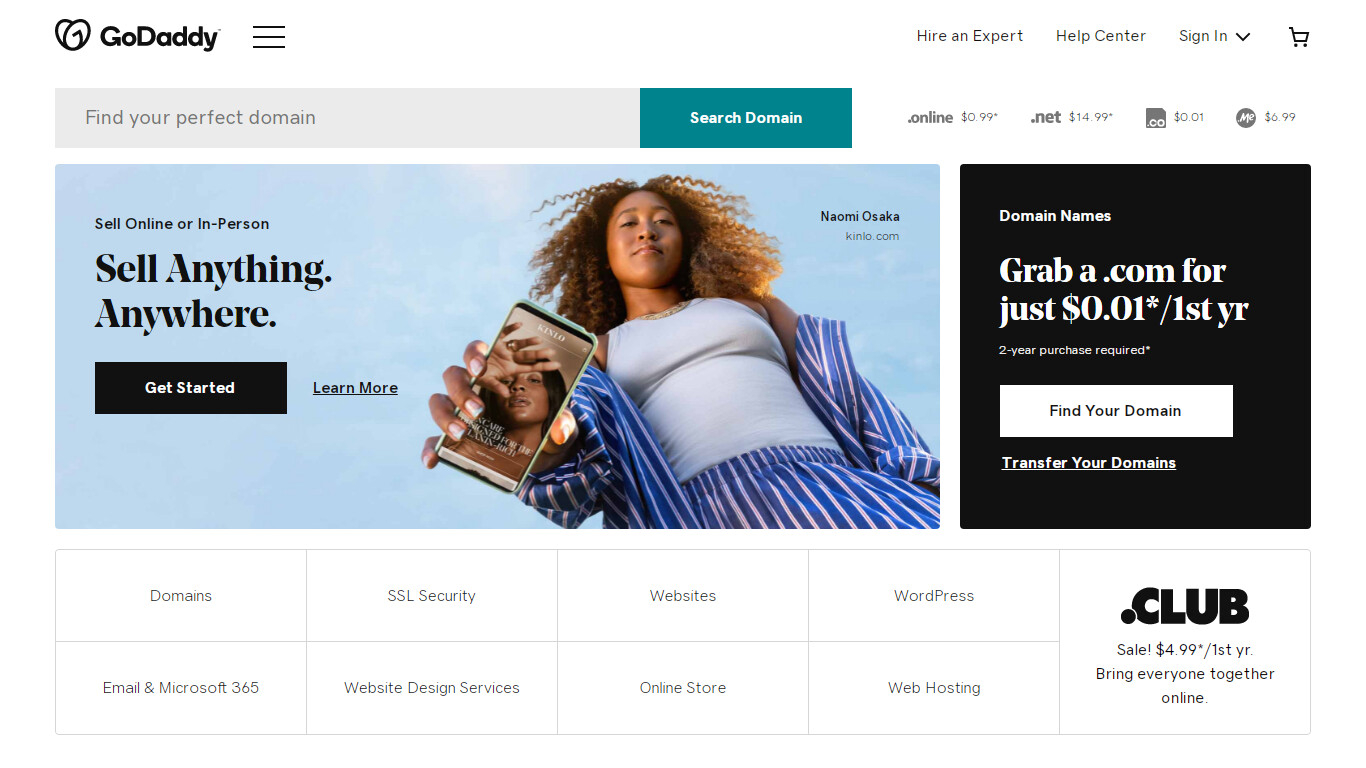 GoDaddy
Hire an Expert
Help Center
Sign In
Find your perfect domain
Search Domain
.online $0.99*
.net $14.99*
.co $0.01
Me $6.99
Sell Online or In-Person
Sell Anything.
Anywhere.
Get Started
Learn More
Naomi Osaka
kinlo.com
KINLO
Domain Names
Grab a .com for
just $0.01*/1st yr
2-year purchase required*
Find Your Domain
Transfer Your Domains
Domains
SSL Security
Websites
WordPress
Email & Microsoft 365
Website Design Services
Online Store
Web Hosting
.CLUB
Sale! $4.99*/1st yr.
Bring everyone together
online.